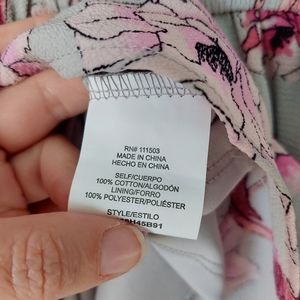 RN# 111503
MADE IN CHINA
HECHO EN CHINA
SELF/CUERPO
100% COTTON/ALGODÓN
LINING/FORRO
100% POLYESTER/POLIÉSTER
STYLE/ESTILO